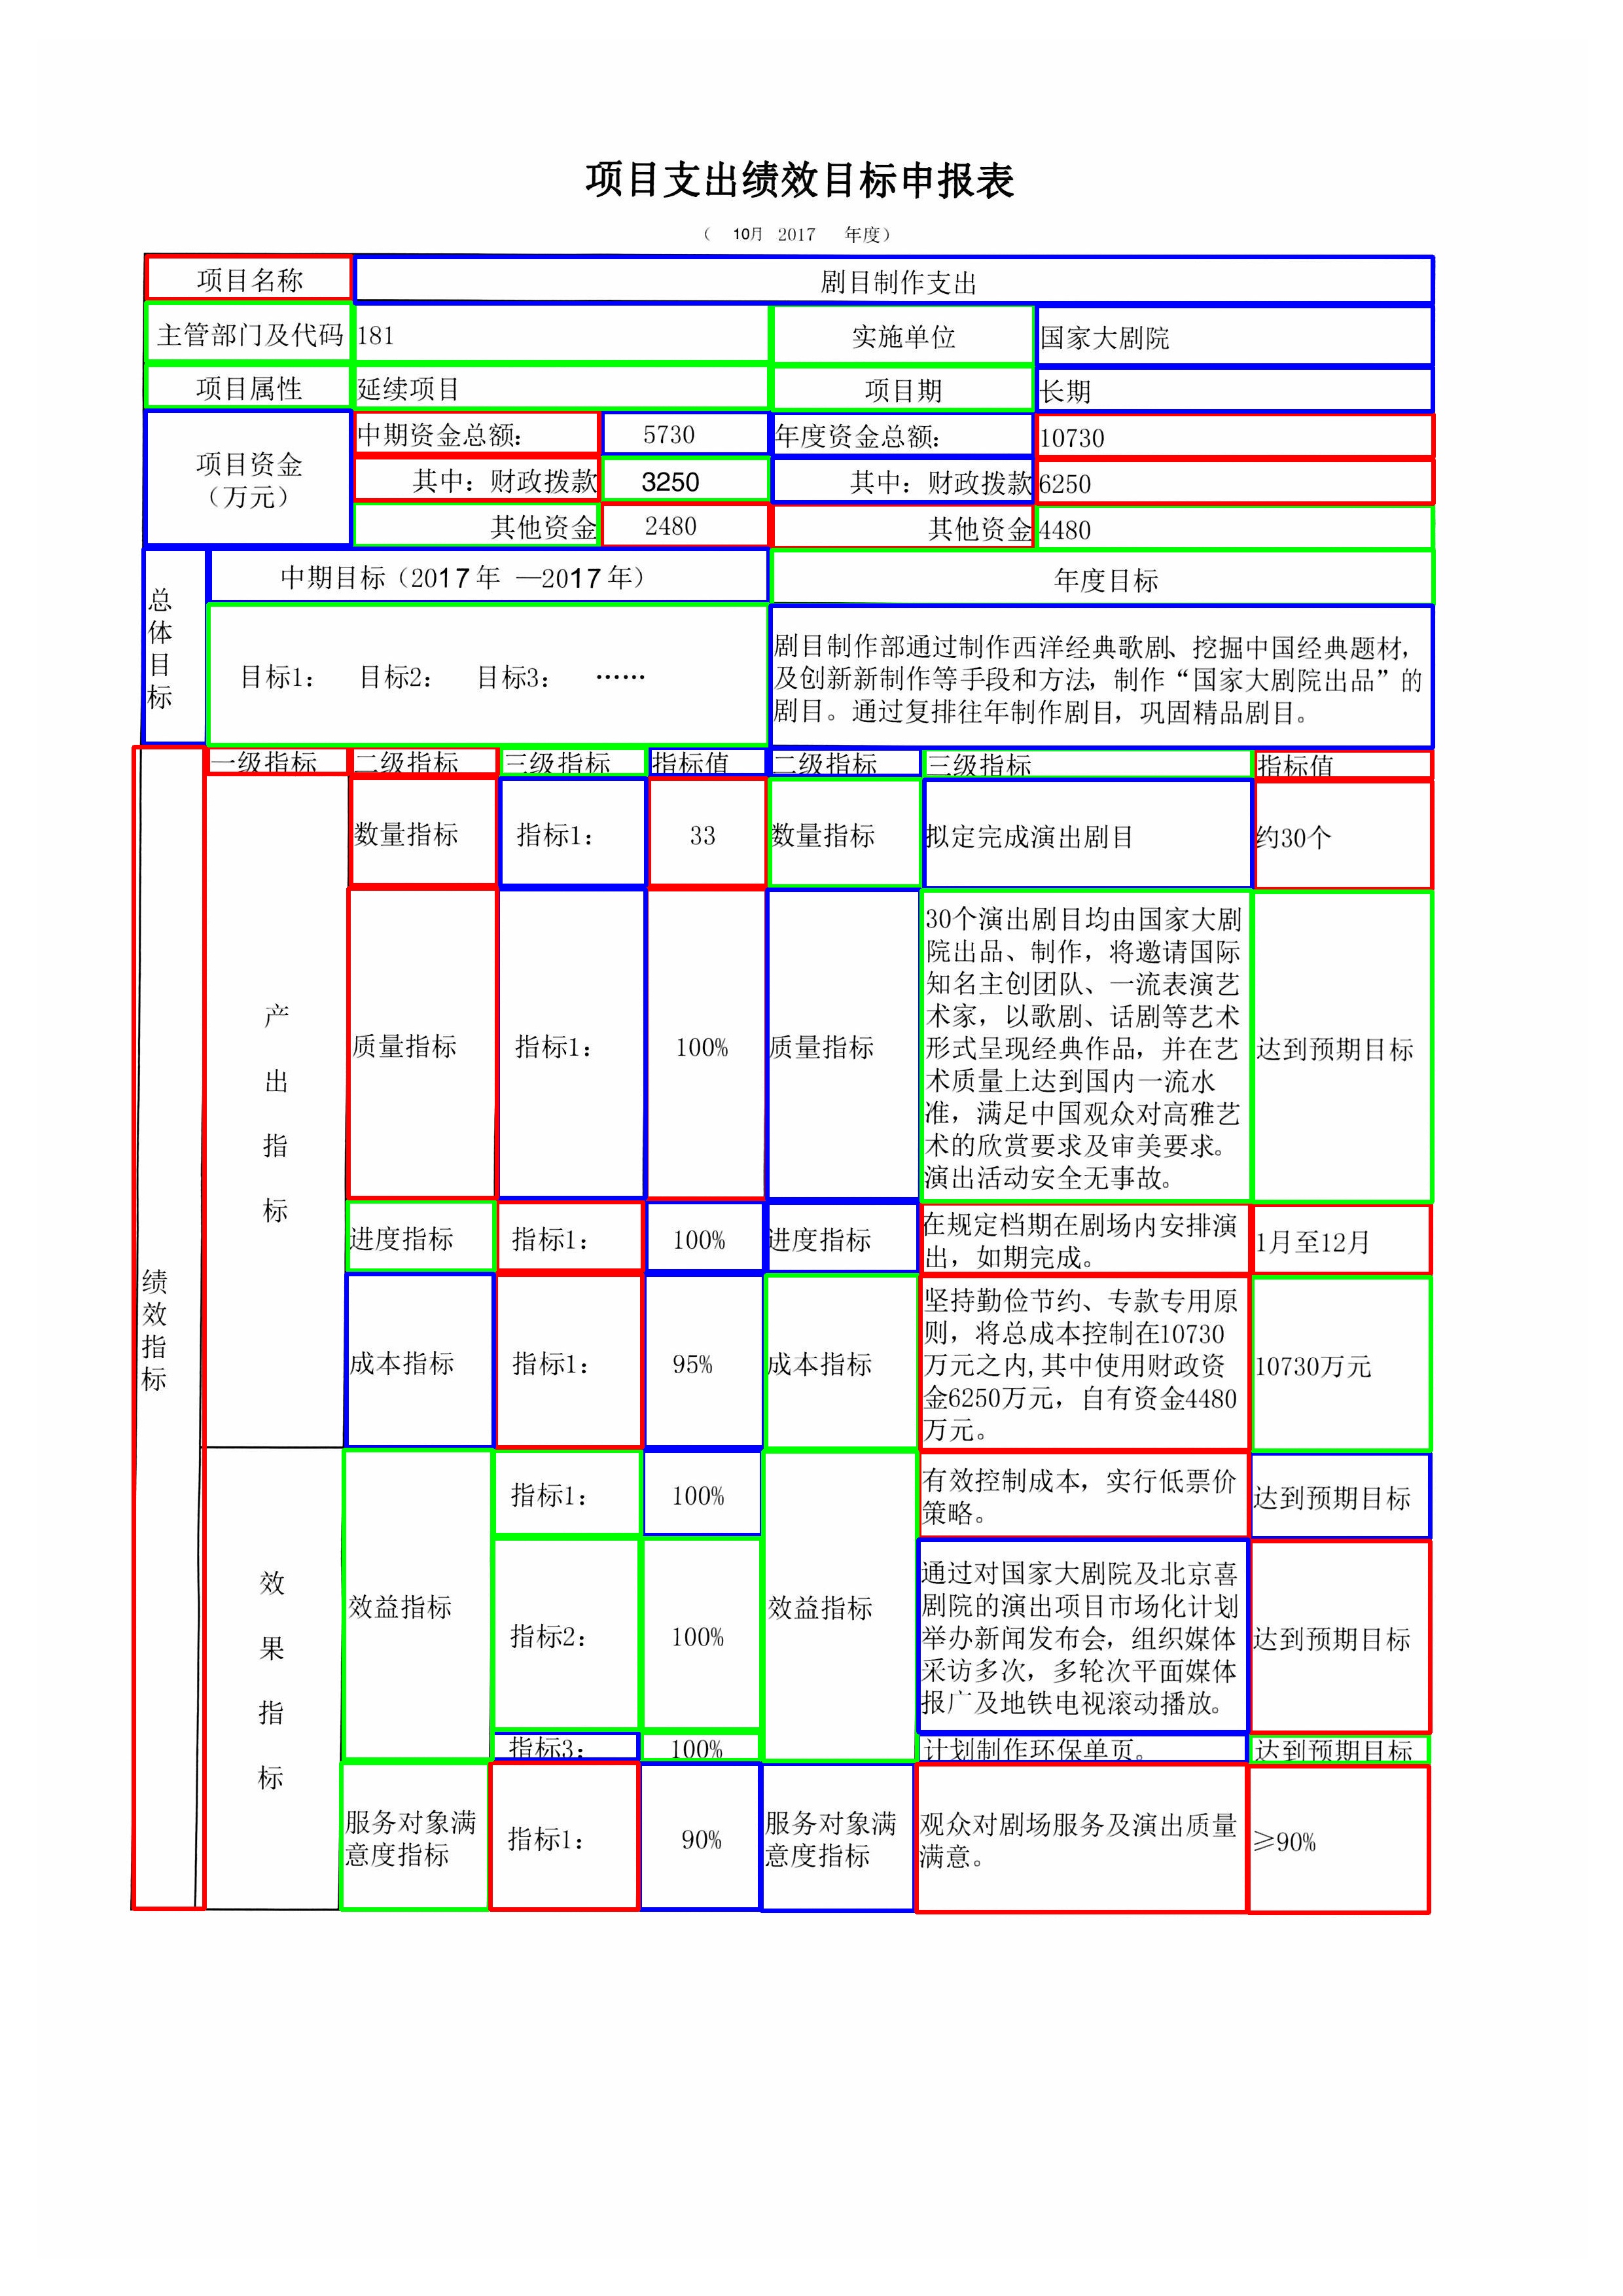 项目支出绩效目标申报表
（ 10月 2017 年度）
项目名称 剧目制作支出
主管部门及代码 181 实施单位 国家大剧院
项目属性 延续项目 项目期 长期
项目资金
（万元）
中期资金总额： 5730 年度资金总额： 10730
其中：财政拨款 3250 其中：财政拨款 6250
其他资金 2480 其他资金 4480
总体目标
中期目标（2017年 —2017年） 年度目标
目标1： 目标2： 目标3： ……
剧目制作部通过制作西洋经典歌剧、挖掘中国经典题材，
及创新新制作等手段和方法，制作“国家大剧院出品”的
剧目。通过复排往年制作剧目，巩固精品剧目。
绩效指标
一级指标 二级指标 三级指标 指标值 二级指标 三级指标 指标值
产出指标
数量指标 指标1： 33 数量指标 拟定完成演出剧目 约30个
质量指标 指标1： 100% 质量指标
30个演出剧目均由国家大剧
院出品、制作，将邀请国际
知名主创团队、一流表演艺
术家，以歌剧、话剧等艺术
形式呈现经典作品，并在艺
术质量上达到国内一流水
准，满足中国观众对高雅艺
术的欣赏要求及审美要求。
演出活动安全无事故。
达到预期目标
进度指标 指标1： 100% 进度指标
在规定档期在剧场内安排演
出，如期完成。
1月至12月
成本指标 指标1： 95% 成本指标
坚持勤俭节约、专款专用原
则，将总成本控制在10730
万元之内,其中使用财政资
金6250万元，自有资金4480
万元。
10730万元
效果指标
效益指标 指标1： 100% 效益指标
有效控制成本，实行低票价
策略。
达到预期目标
指标2： 100%
通过对国家大剧院及北京喜
剧院的演出项目市场化计划
举办新闻发布会，组织媒体
采访多次，多轮次平面媒体
报广及地铁电视滚动播放。
达到预期目标
指标3： 100% 计划制作环保单页。 达到预期目标
服务对象满
意度指标
指标1： 90%
服务对象满
意度指标
观众对剧场服务及演出质量
满意。
≥90%